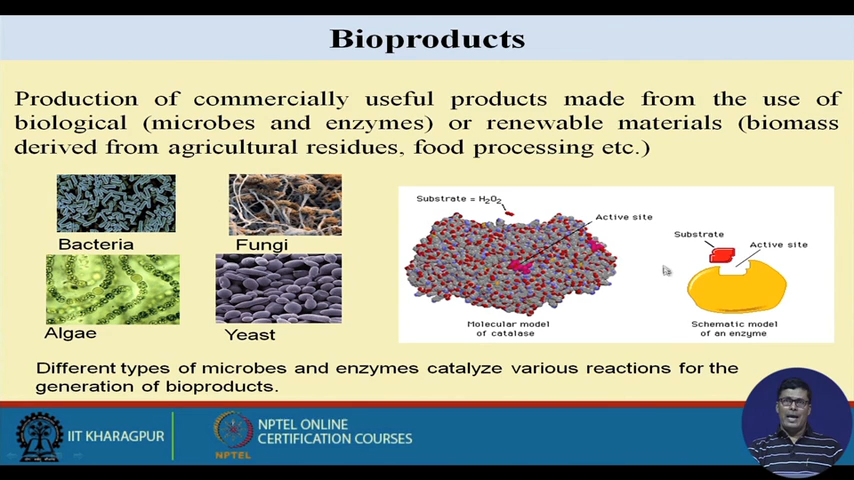 Bioproducts
Production of commercially useful products made from the use of
biological (microbes and enzymes) or renewable materials (biomass
derived from agricultural residues, food processing etc.)
Bacteria
Fungi
Algae
Yeast
Substrate = H₂O₂
Active site
Molecular model
of catalase
Substrate
Active site
Schematic model
of an enzyme
Different types of microbes and enzymes catalyze various reactions for the
generation of bioproducts.
IIT KHARAGPUR
NPTEL
NPTEL ONLINE
CERTIFICATION COURSES